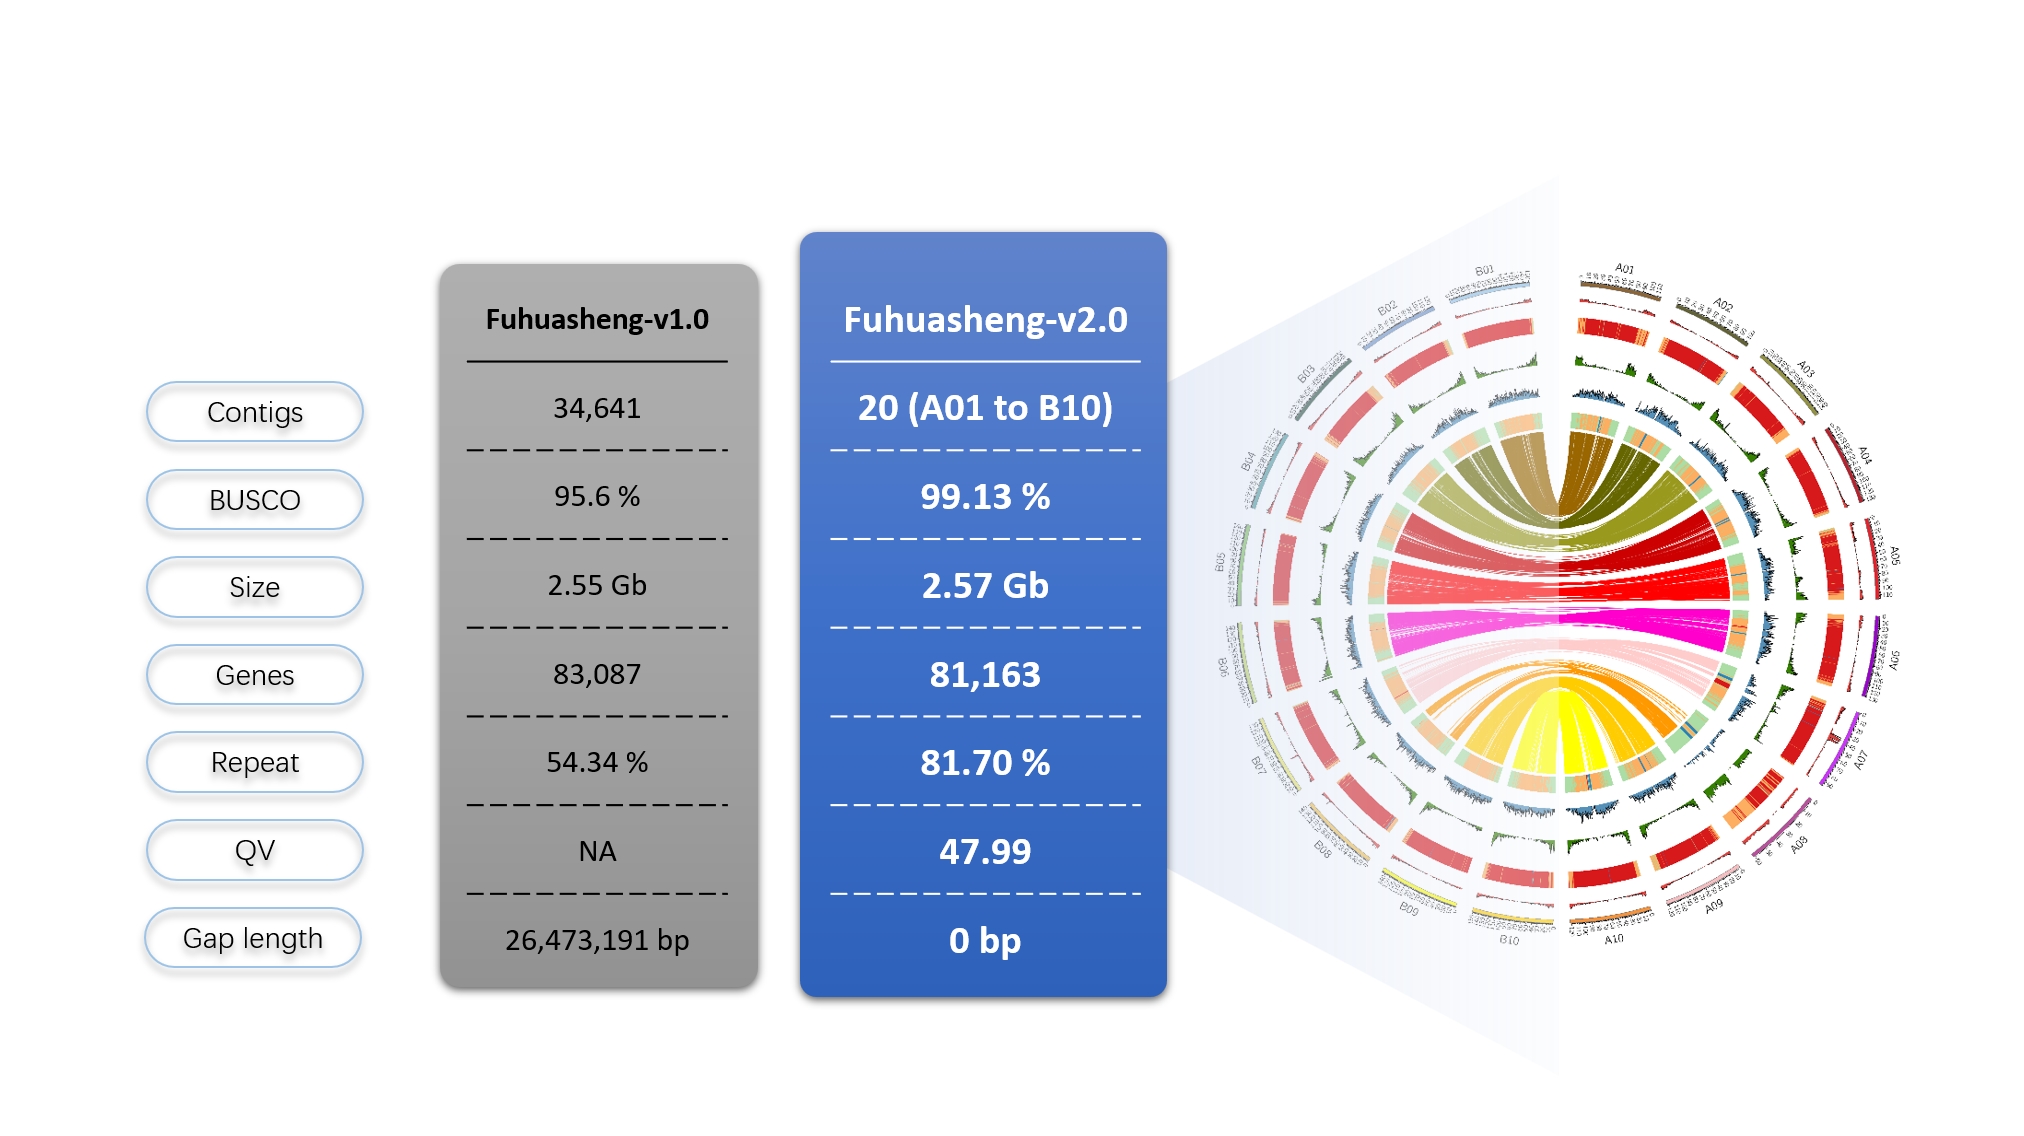 Fuhuasheng-v1.0
Fuhuasheng-v2.0
Contigs
34,641
20 (A01 to B10)
BUSCO
95.6 %
99.13 %
Size
2.55 Gb
2.57 Gb
Genes
83,087
81,163
Repeat
54.34 %
81.70 %
QV
NA
47.99
Gap length
26,473,191 bp
0 bp
A01
A02
A03
A04
A05
A06
A07
A08
A09
A10
B10
B09
B08
B07
B06
B05
B04
B03
B02
B01